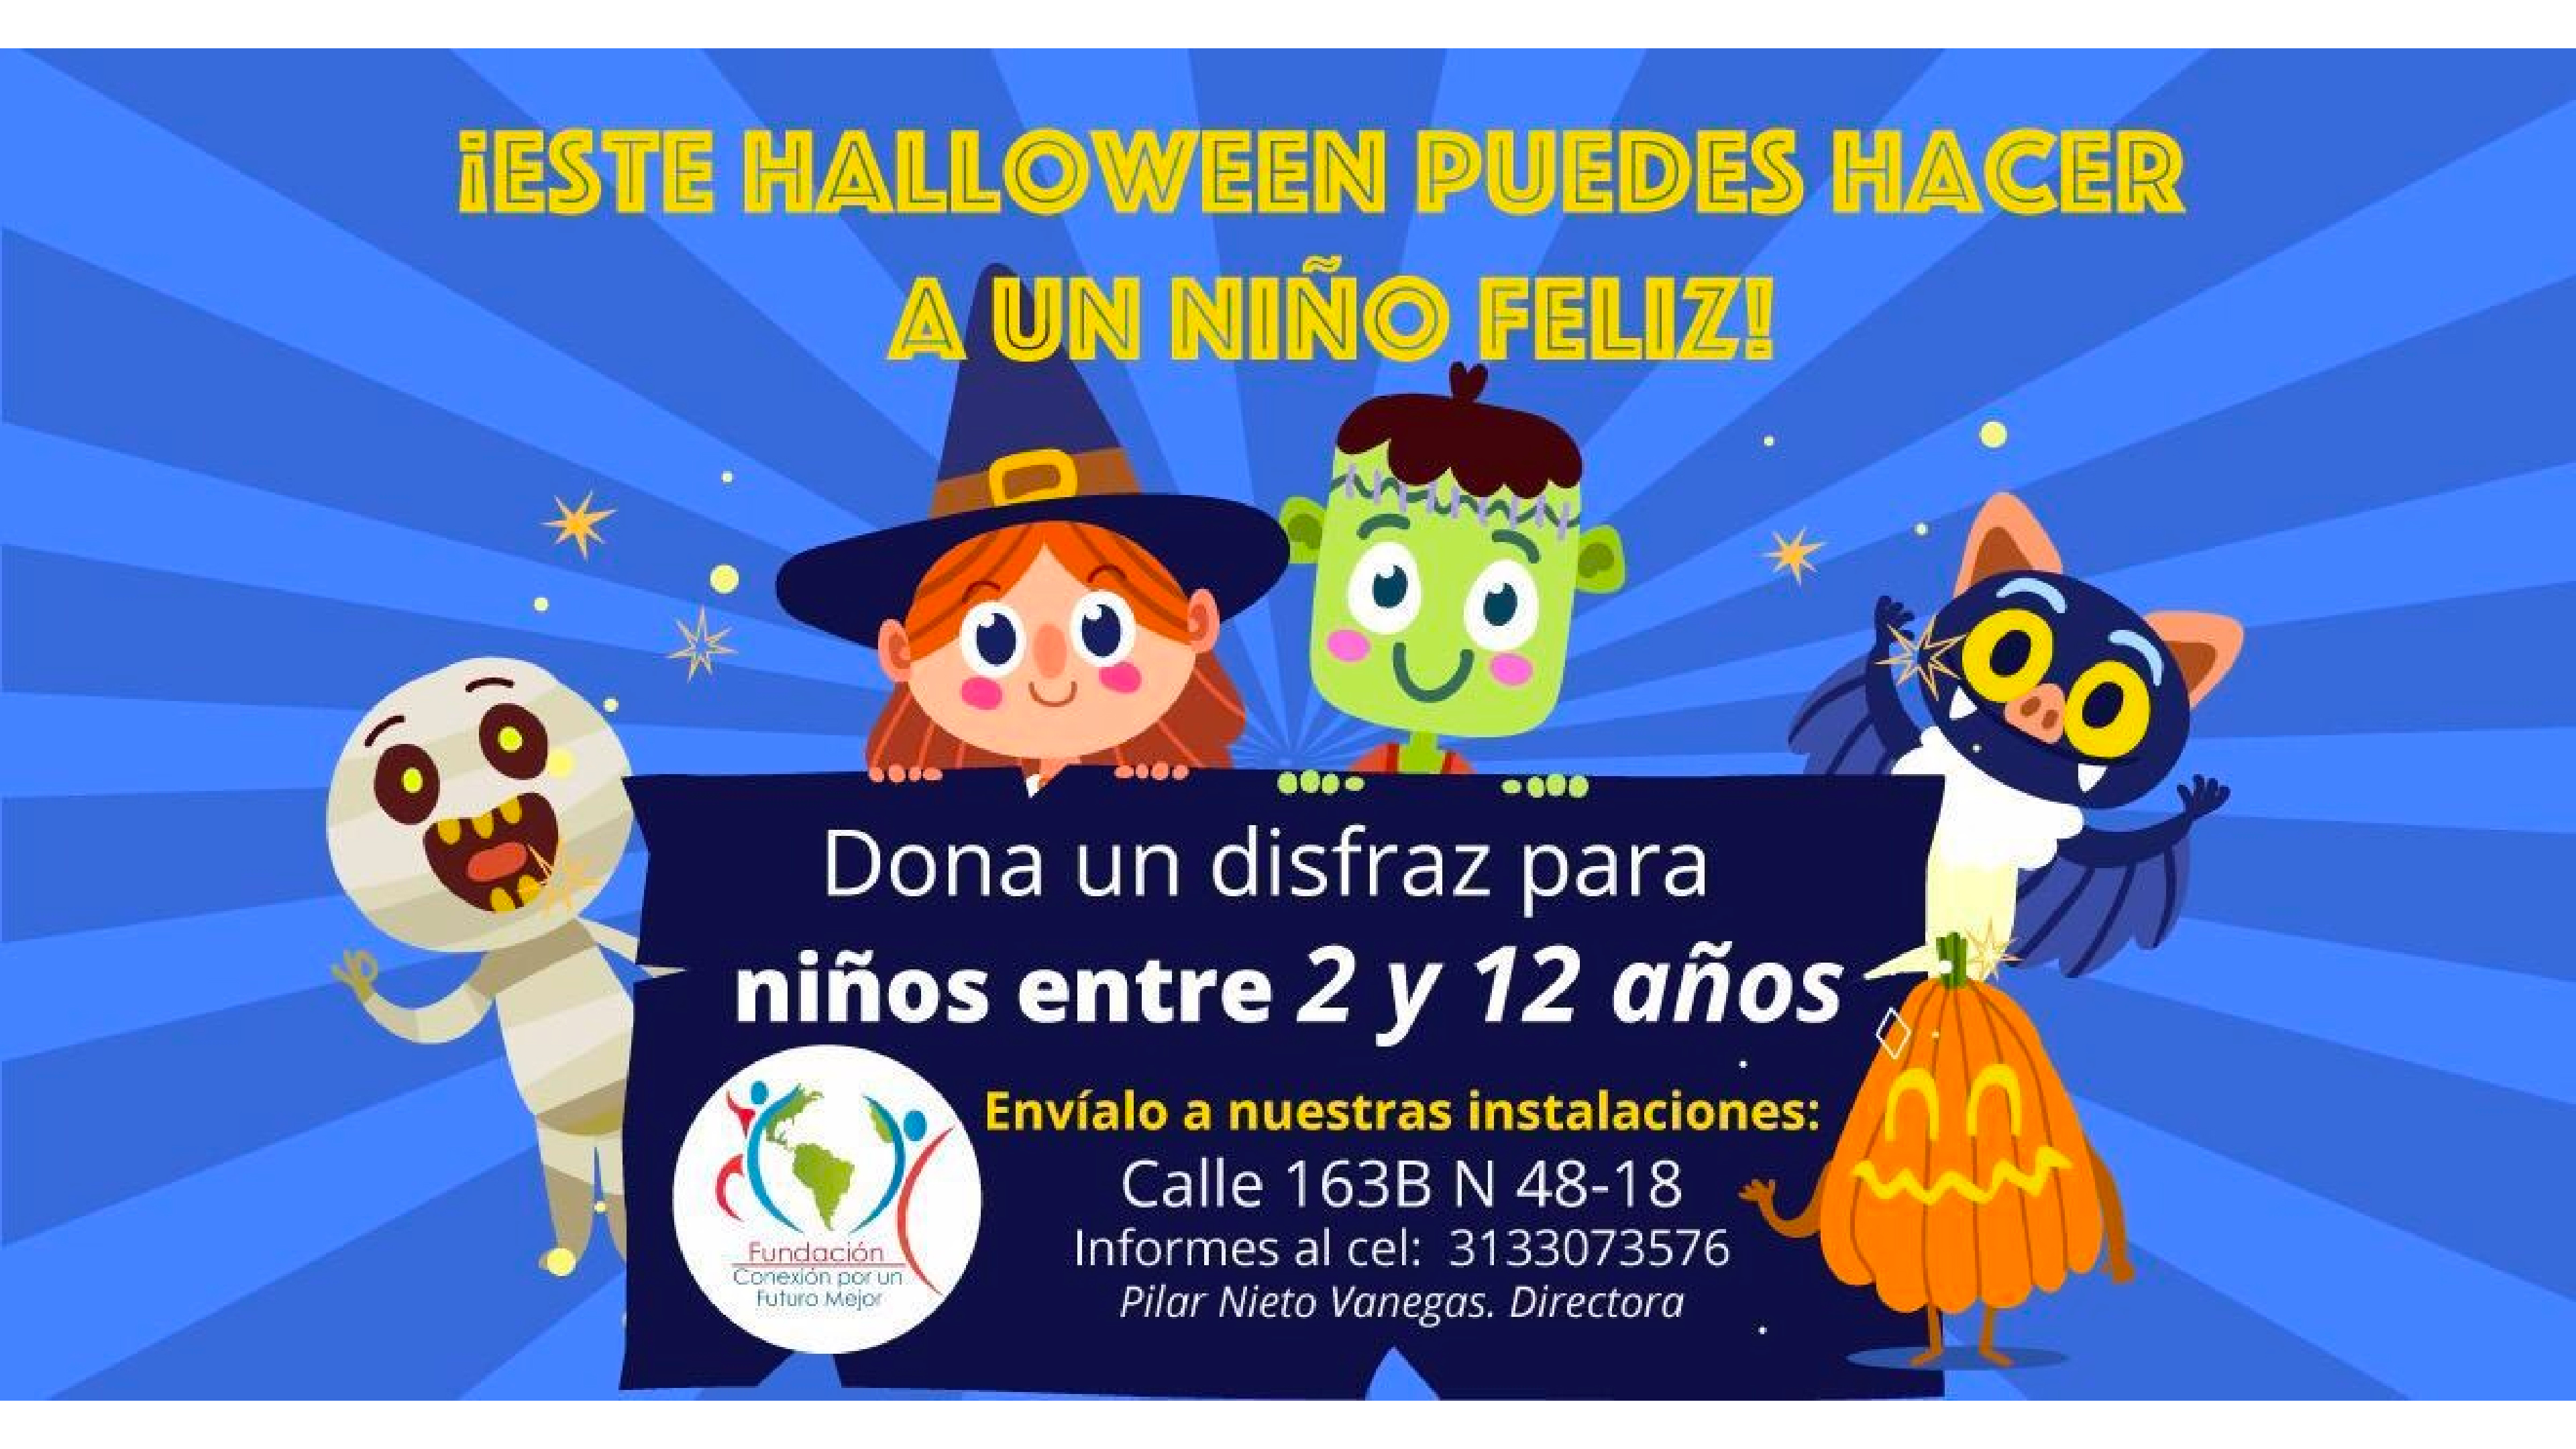 ¡ESTE HALLOWEEN PUEDES HACER
A UN NIÑO FELIZ!
Dona un disfraz para
niños entre 2 y 12 años
Envíalo a nuestras instalaciones:
Calle 163B N 48-18
Informes al cel: 3133073576
Pilar Nieto Vanegas. Directora
Fundación
Conexión por un
Futuro Mejor